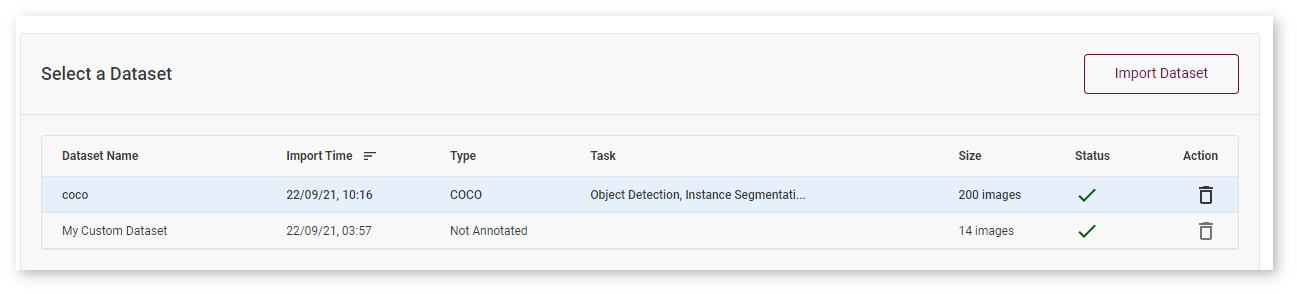 Select a Dataset
Import Dataset
Dataset Name Import Time Type Task Size Status Action
coco 22/09/21, 10:16 COCO Object Detection, Instance Segmentati... 200 images
My Custom Dataset 22/09/21, 03:57 Not Annotated 14 images